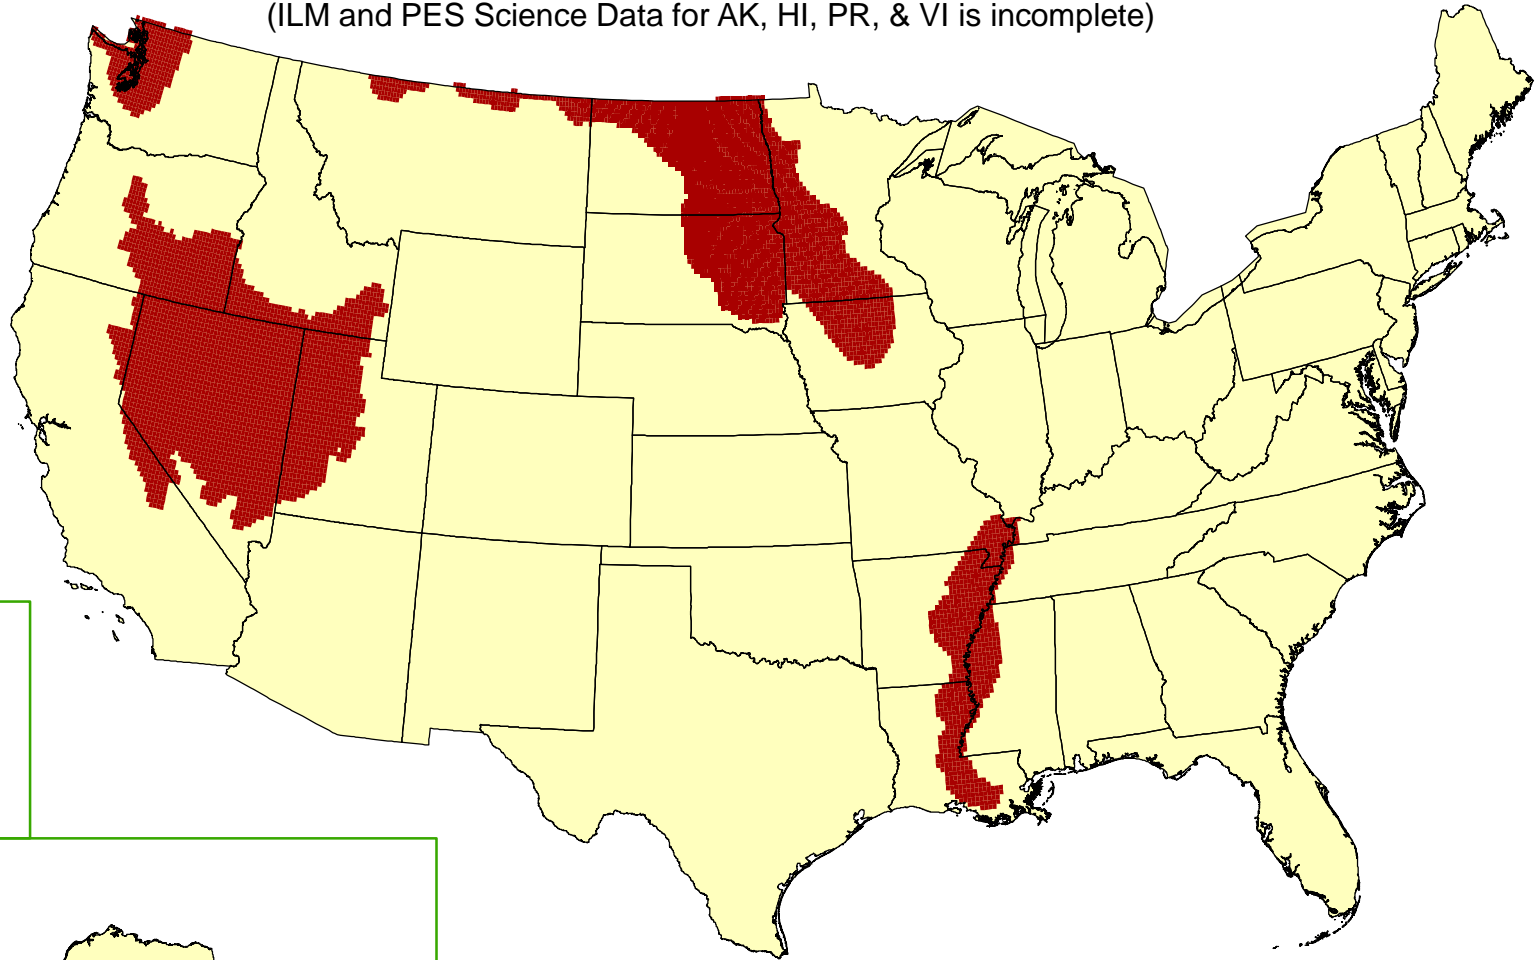 (ILM and PES Science Data for AK, HI, PR, & VI is incomplete)